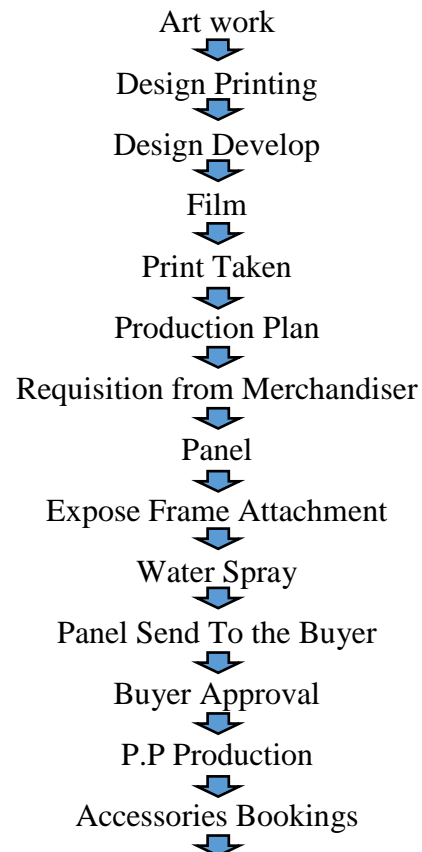 Art work
Design Printing
Design Develop
Film
Print Taken
Production Plan
Requisition from Merchandiser
Panel
Expose Frame Attachment
Water Spray
Panel Send To the Buyer
Buyer Approval
P.P Production
Accessories Bookings